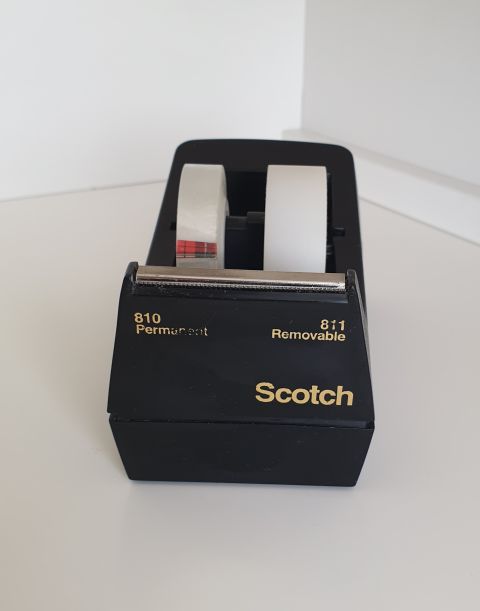 810
Permanent
811
Removable
Scotch